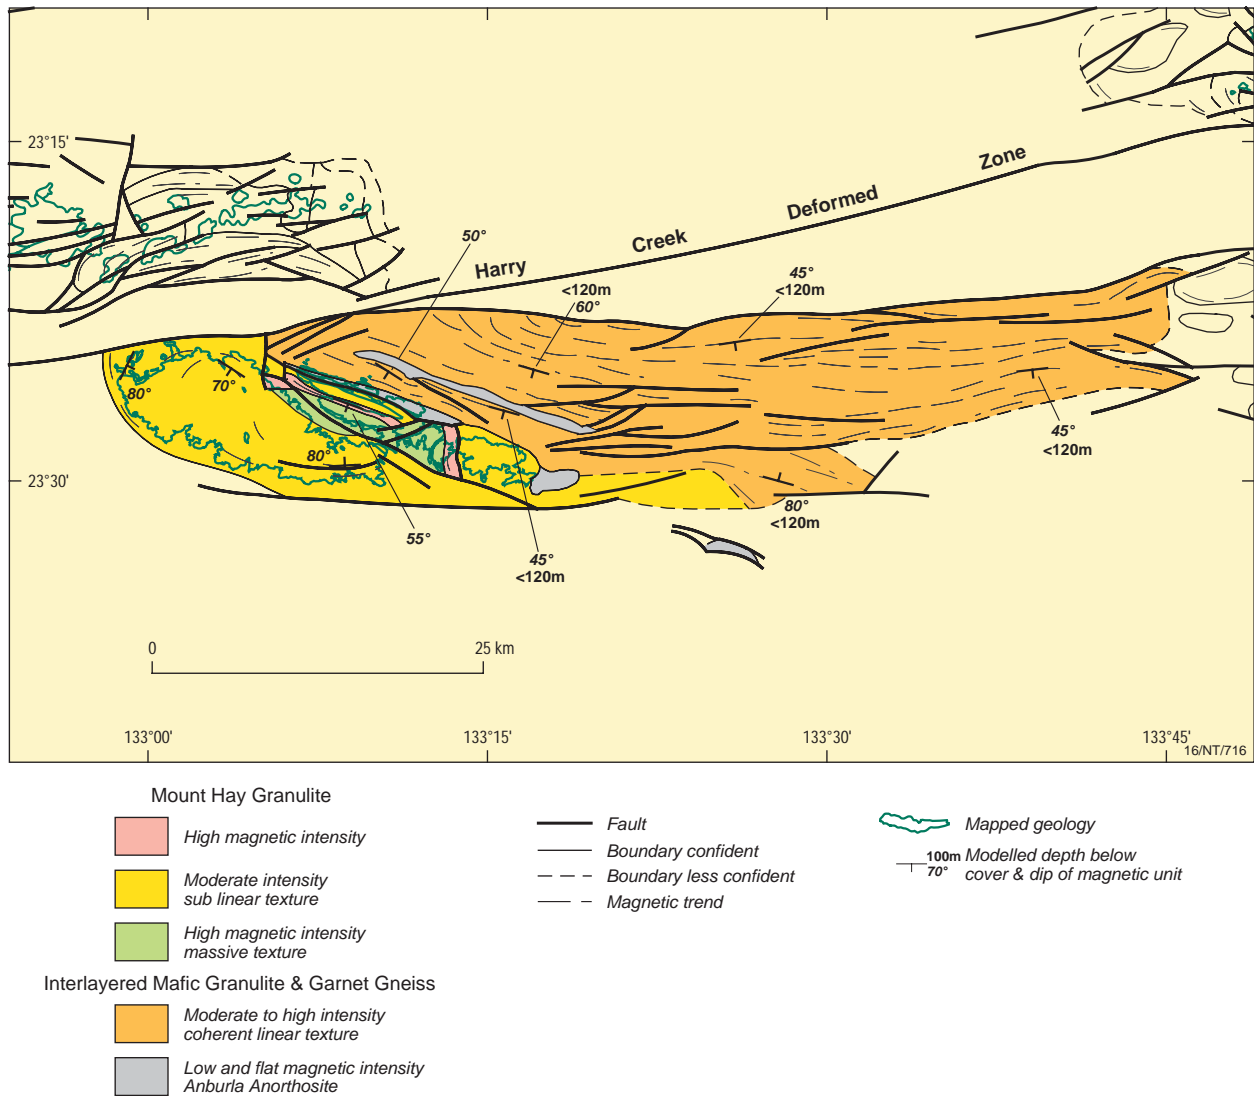 23°15'
Zone
Deformed
Creek
Harry
50°
<120m
60°
45°
<120m
80°
70°
80°
55°
45°
<120m
80°
<120m
45°
<120m
23°30'
0
25 km
133°00'
133°15'
133°30'
133°45'
16/NT/716
Mount Hay Granulite
High magnetic intensity
Moderate intensity
sub linear texture
High magnetic intensity
massive texture
Interlayered Mafic Granulite & Garnet Gneiss
Moderate to high intensity
coherent linear texture
Low and flat magnetic intensity
Anburla Anorthosite
Fault
Boundary confident
Boundary less confident
Magnetic trend
Mapped geology
100m
70°
Modelled depth below
cover & dip of magnetic unit